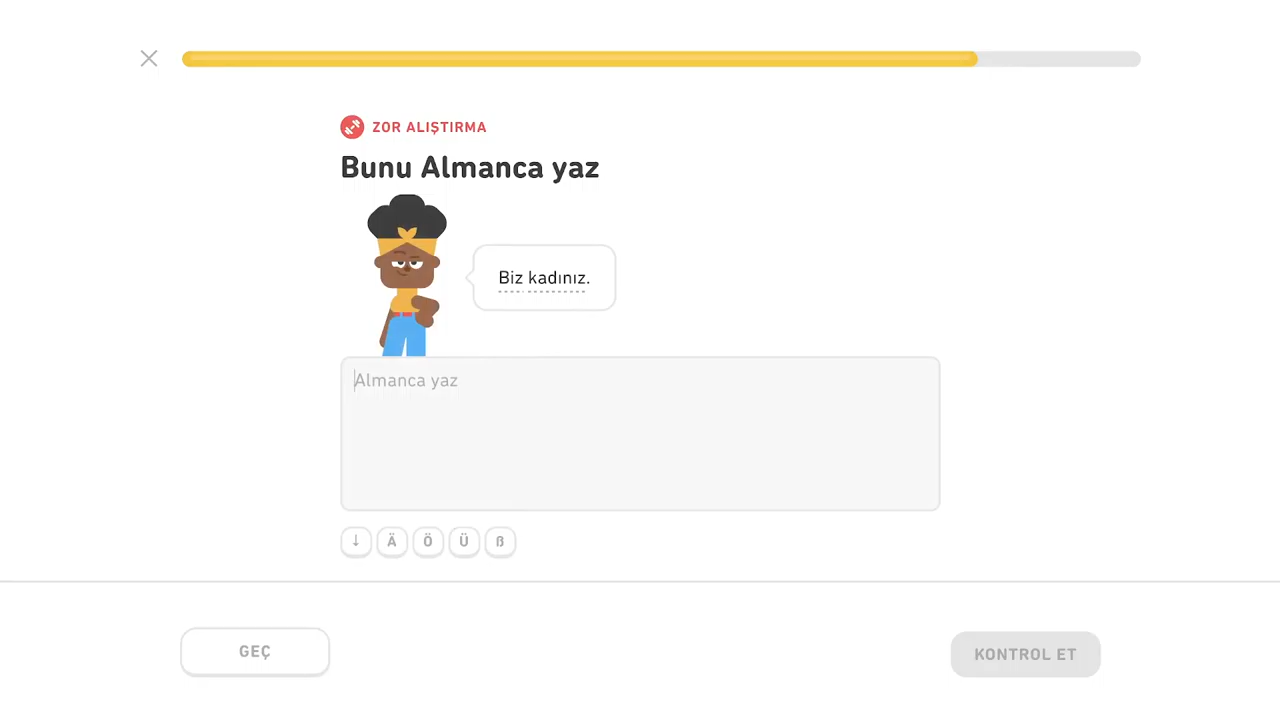 ZOR ALIŞTIRMA
Bunu Almanca yaz
Biz kadınız.
Almanca yaz
↓ Ä Ö Ü ß
GEÇ
KONTROL ET